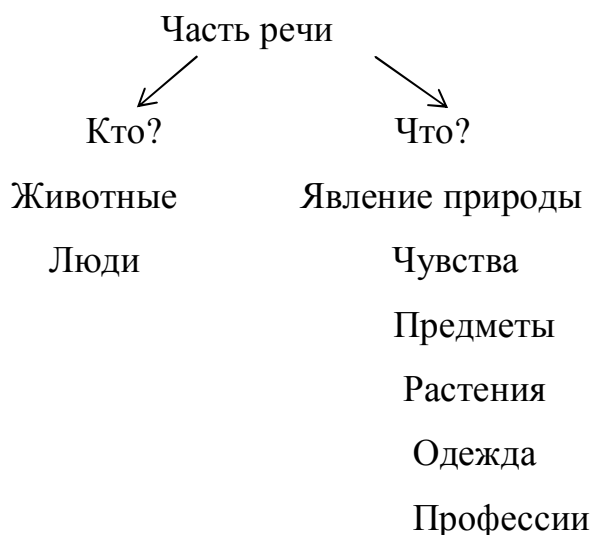 Часть речи
Кто? Что?
Животные Явление природы
Люди Чувства
Предметы
Растения
Одежда
Профессии